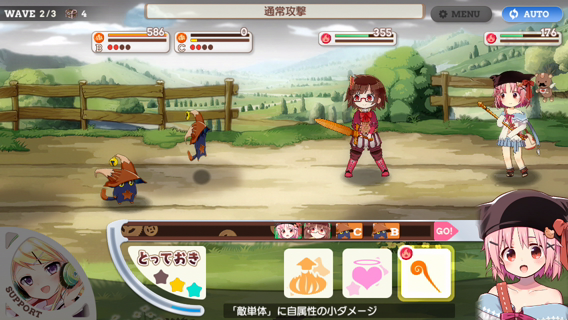 WAVE 2/3 4
通常攻撃
MENU
AUTO
586
B
0
C
355
176
C
B
GO!
とっておき
SUPPORT
「敵単体」に自属性の小ダメージ